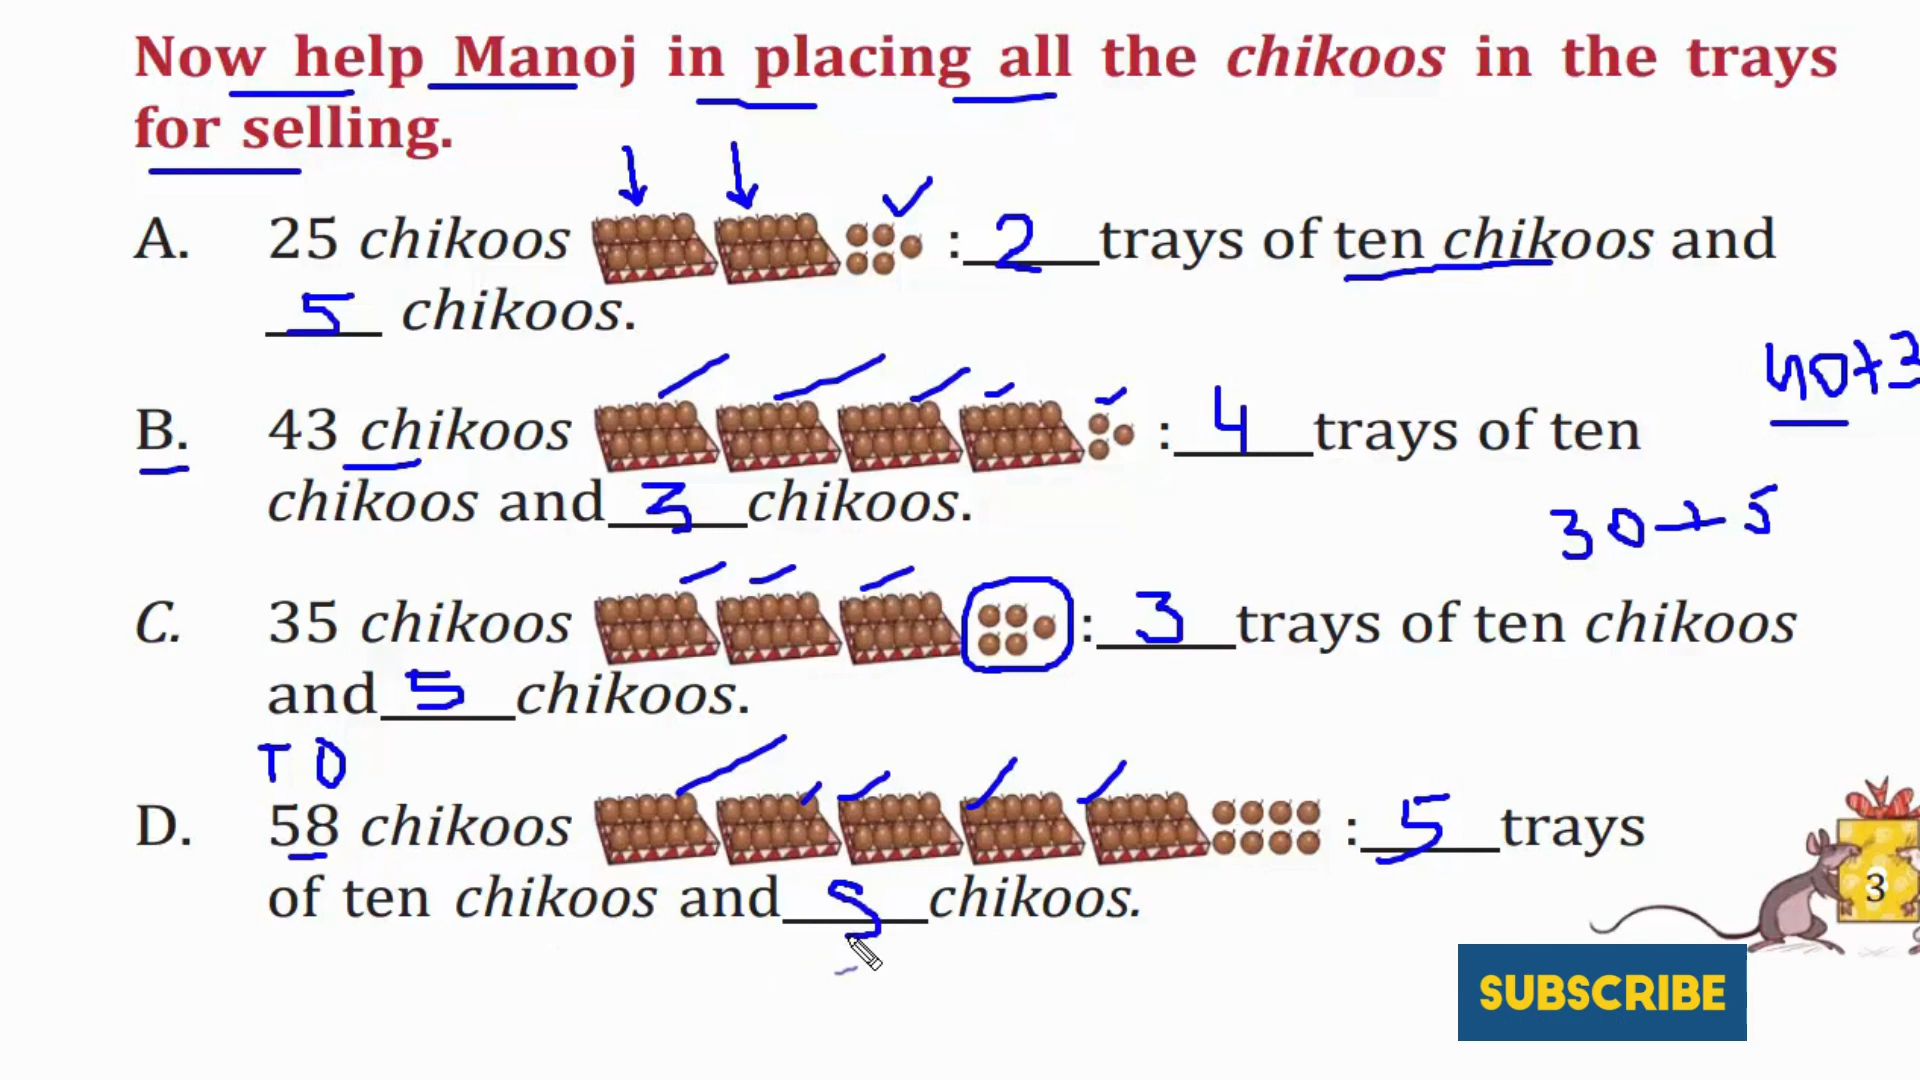 Now help Manoj in placing all the chikoos in the trays
for selling.
A. 25 chikoos : 2 trays of ten chikoos and
5 chikoos.
40+3
B. 43 chikoos : 4 trays of ten
chikoos and 3 chikoos.
30+5
C. 35 chikoos : 3 trays of ten chikoos
and 5 chikoos.
T O
D. 58 chikoos : 5 trays
of ten chikoos and chikoos.
3
SUBSCRIBE